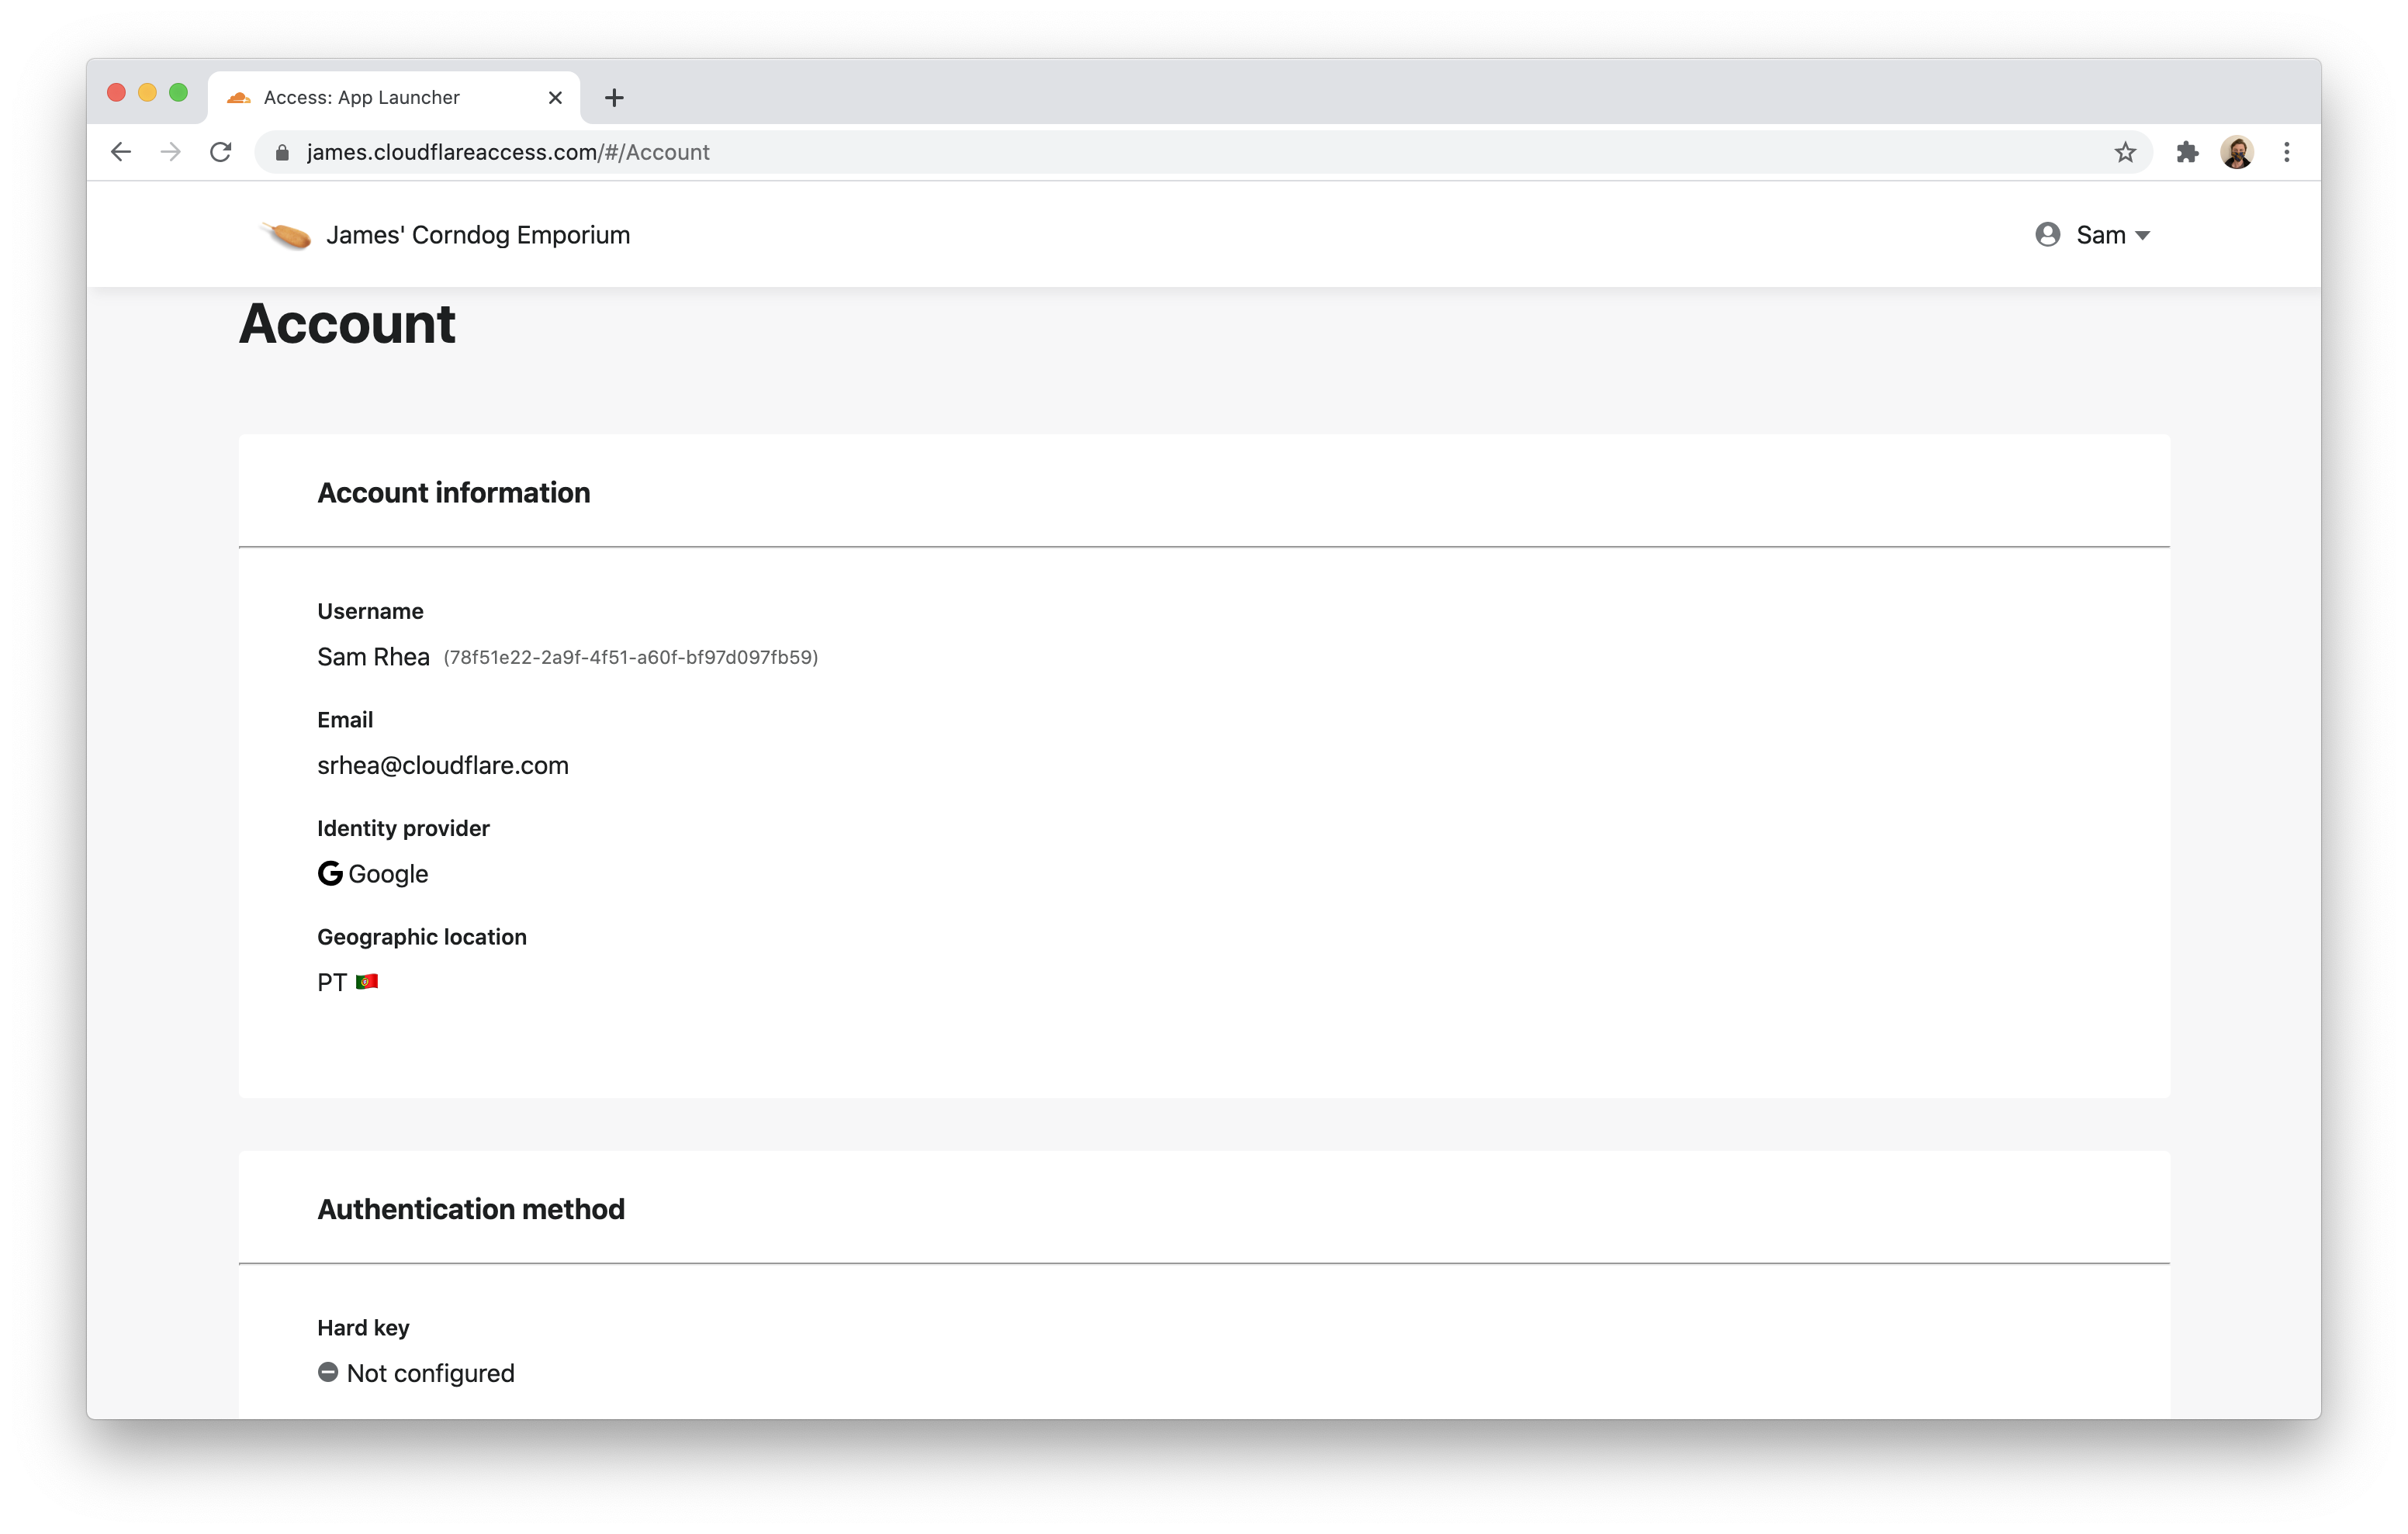 Access: App Launcher
james.cloudflareaccess.com/#/Account
James' Corndog Emporium
Sam
Account
Account information
Username
Sam Rhea (78f51e22-2a9f-4f51-a60f-bf97d097fb59)
Email
srhea@cloudflare.com
Identity provider
Google
Geographic location
PT
Authentication method
Hard key
Not configured